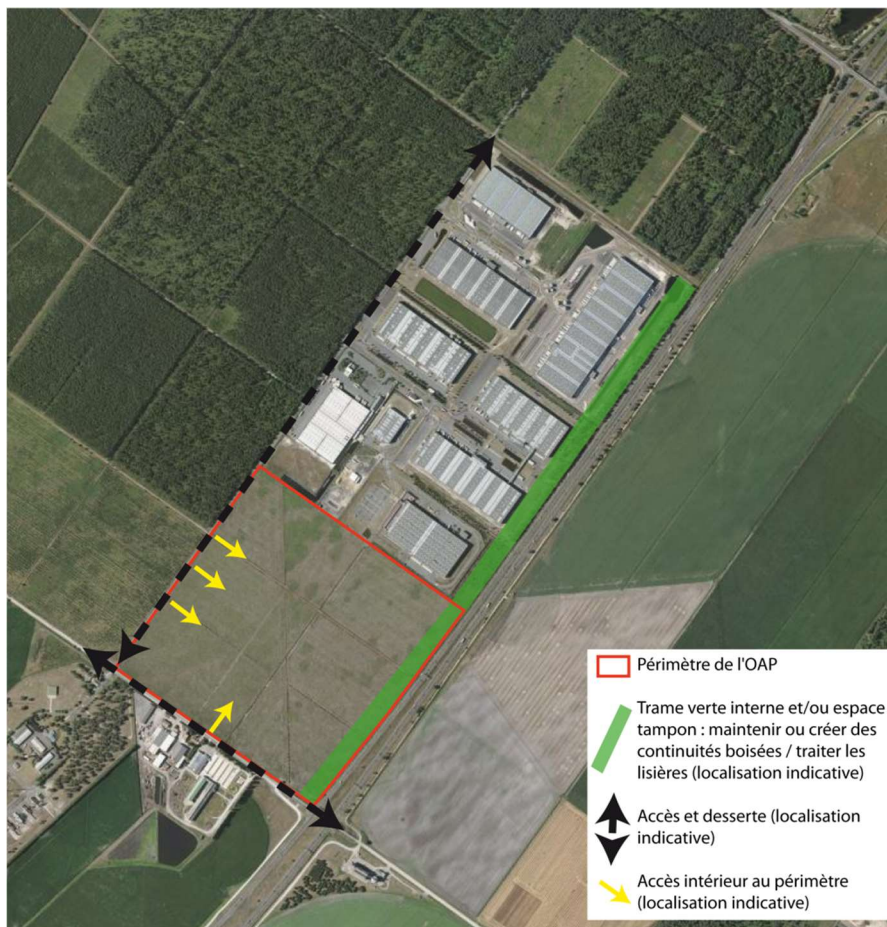 Périmètre de l'OAP
Trame verte interne et/ou espace
tampon : maintenir ou créer des
continuités boisées / traiter les
lisières (localisation indicative)
Accès et desserte (localisation
indicative)
Accès intérieur au périmètre
(localisation indicative)